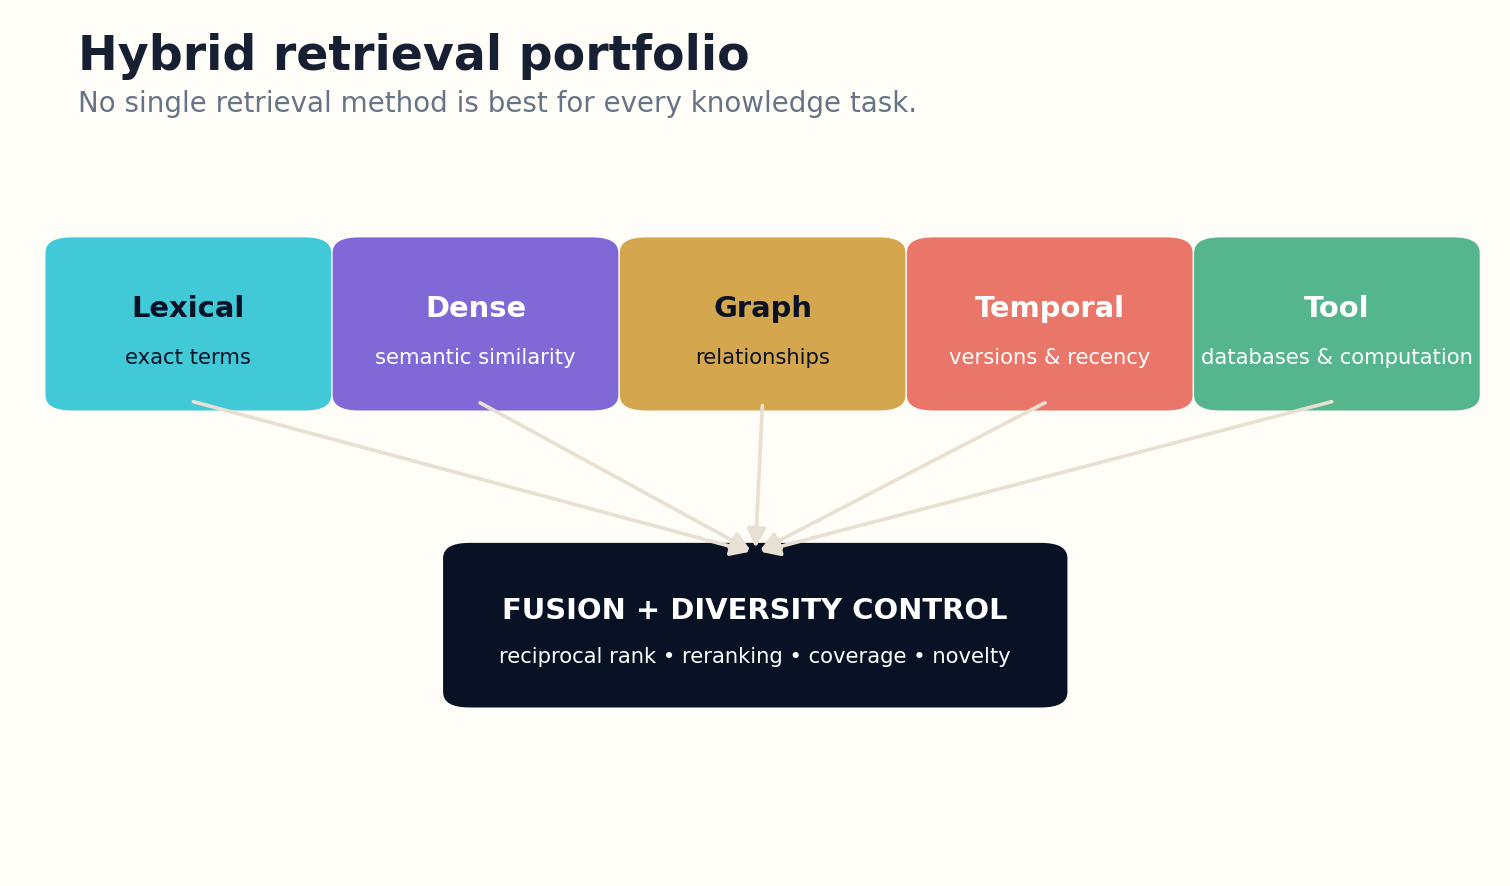 Hybrid retrieval portfolio
No single retrieval method is best for every knowledge task.
Lexical
exact terms
Dense
semantic similarity
Graph
relationships
Temporal
versions & recency
Tool
databases & computation
FUSION + DIVERSITY CONTROL
reciprocal rank • reranking • coverage • novelty